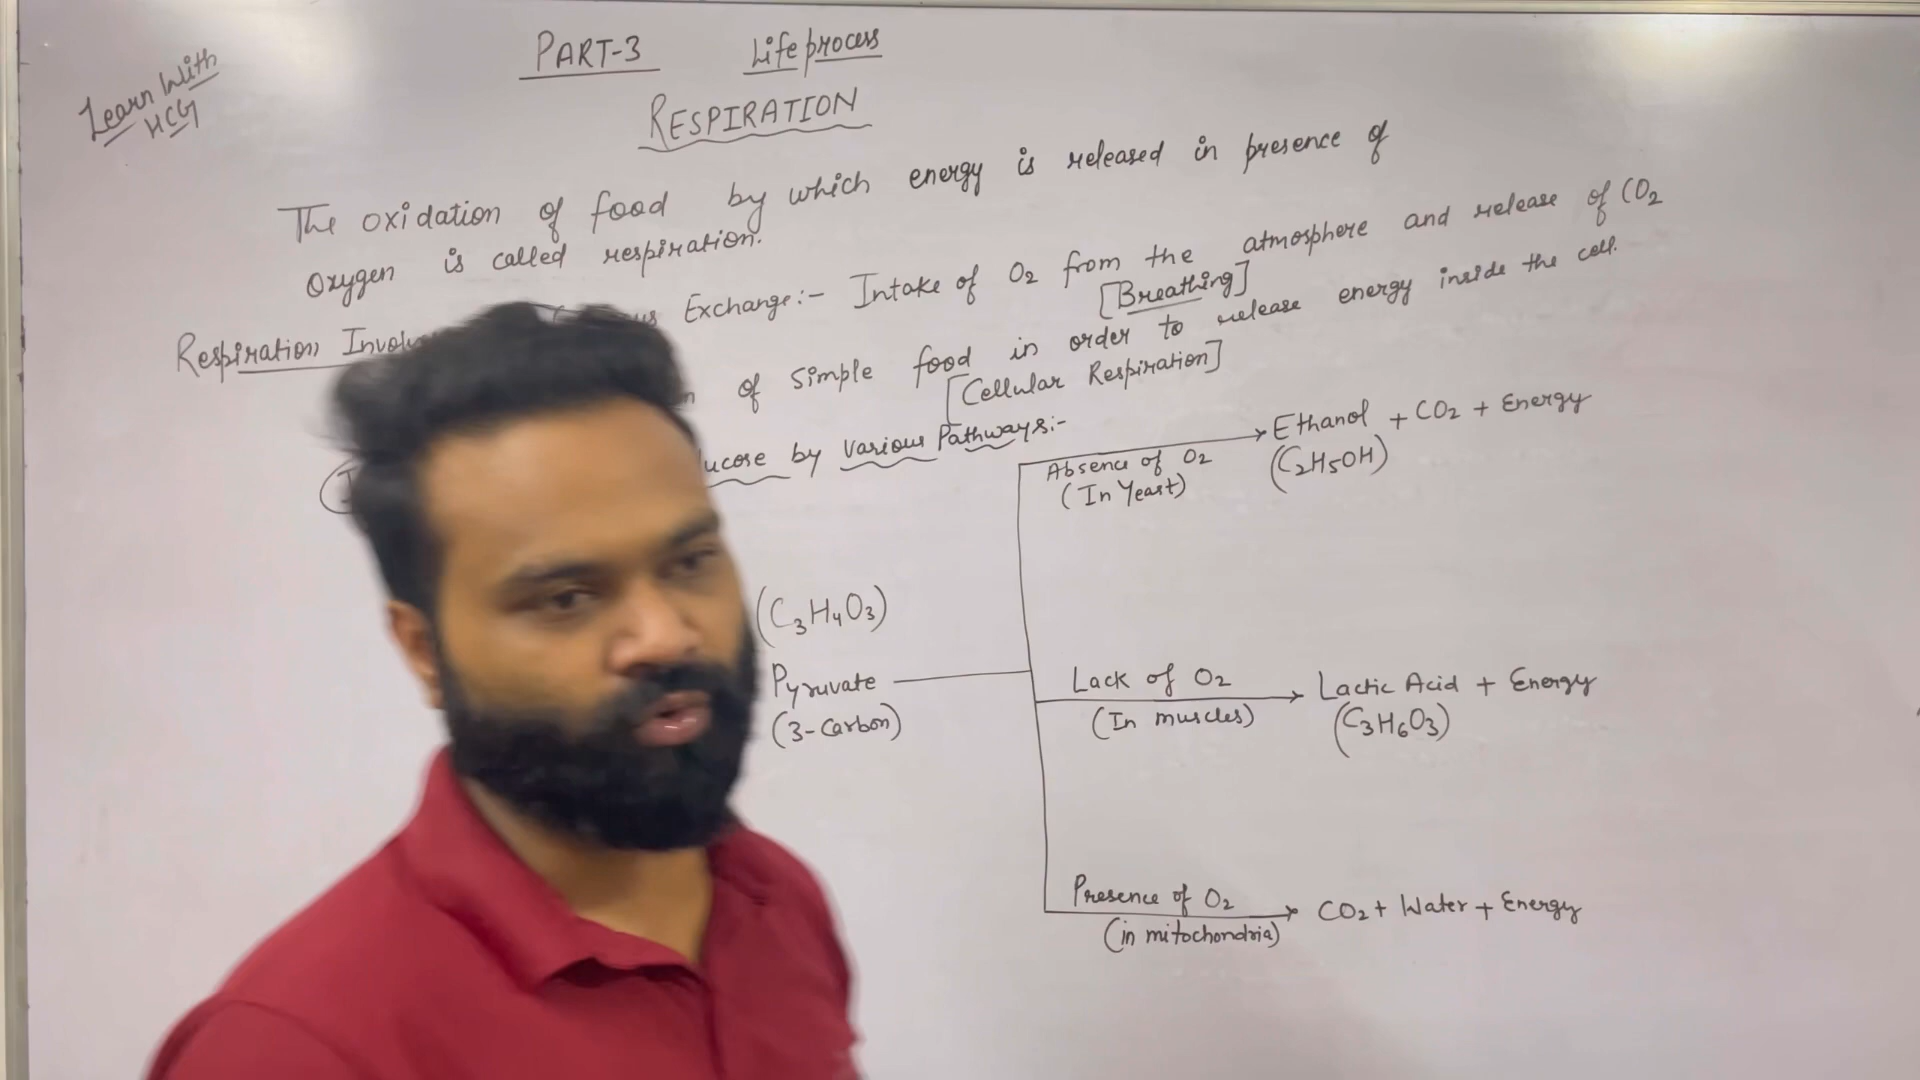 Learn With
HCG
PART-3 Life process
RESPIRATION
The oxidation of food by which energy is released in presence of
Oxygen is called respiration.
Respiration Exchange:- Intake of O2 from the atmosphere and release of CO2
[Breathing]
of simple food in order to release energy inside the cell.
[Cellular Respiration]
by various Pathways:-
Absence of O2
(In Yeast)
Ethanol + CO2 + Energy
(C2H5OH)
(C3H4O3)
Pyruvate
(3-Carbon)
Lack of O2
(In muscles)
Lactic Acid + Energy
(C3H6O3)
Presence of O2
(in mitochondria)
CO2 + Water + Energy